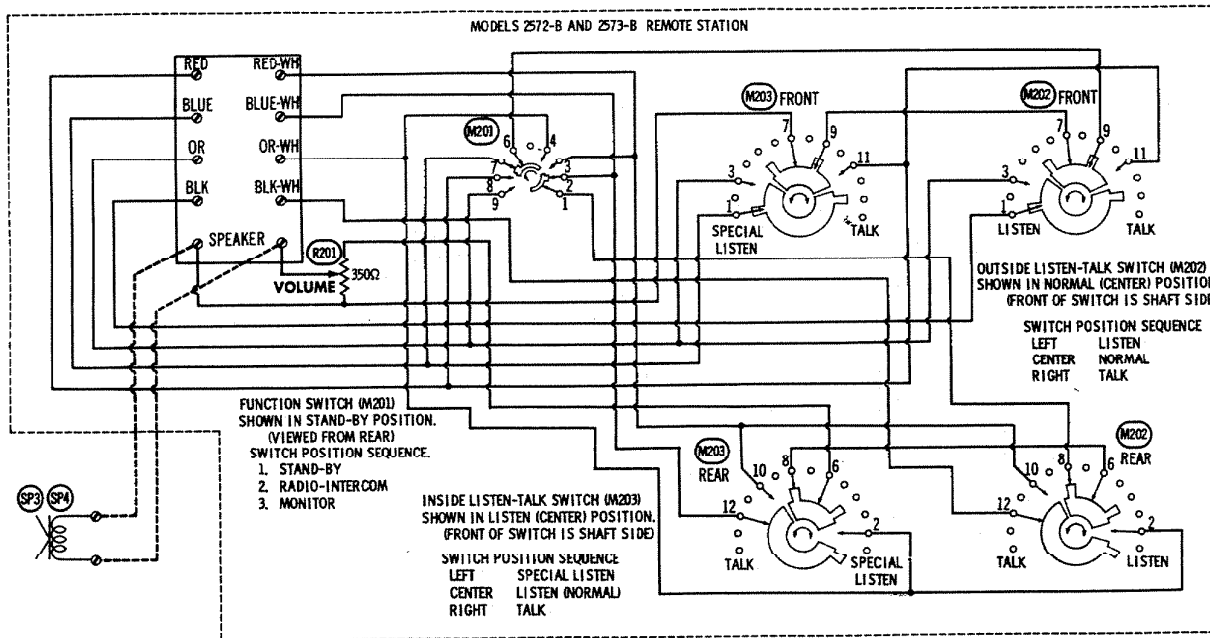 MODELS 2572-B AND 2573-B REMOTE STATION
RED RED-WH
BLUE BLUE-WH
OR OR-WH
BLK BLK-WH
SPEAKER
R201
350Ω
VOLUME
M201
6 4
7 3
8 2
9 1
M203 FRONT
7 9
3 11
1
SPECIAL LISTEN
TALK
M202 FRONT
7 9
3 11
1
LISTEN
TALK
OUTSIDE LISTEN-TALK SWITCH (M202)
SHOWN IN NORMAL (CENTER) POSITION
(FRONT OF SWITCH IS SHAFT SIDE
SWITCH POSITION SEQUENCE
LEFT LISTEN
CENTER NORMAL
RIGHT TALK
FUNCTION SWITCH (M201)
SHOWN IN STAND-BY POSITION.
(VIEWED FROM REAR)
SWITCH POSITION SEQUENCE.
1. STAND-BY
2. RADIO-INTERCOM
3. MONITOR
SP3 SP4
INSIDE LISTEN-TALK SWITCH (M203)
SHOWN IN LISTEN (CENTER) POSITION.
(FRONT OF SWITCH IS SHAFT SIDE)
SWITCH POSITION SEQUENCE
LEFT SPECIAL LISTEN
CENTER LISTEN (NORMAL)
RIGHT TALK
M203
REAR
8 6
10
12 2
TALK
SPECIAL LISTEN
M202
REAR
8 6
10
12 2
TALK
LISTEN